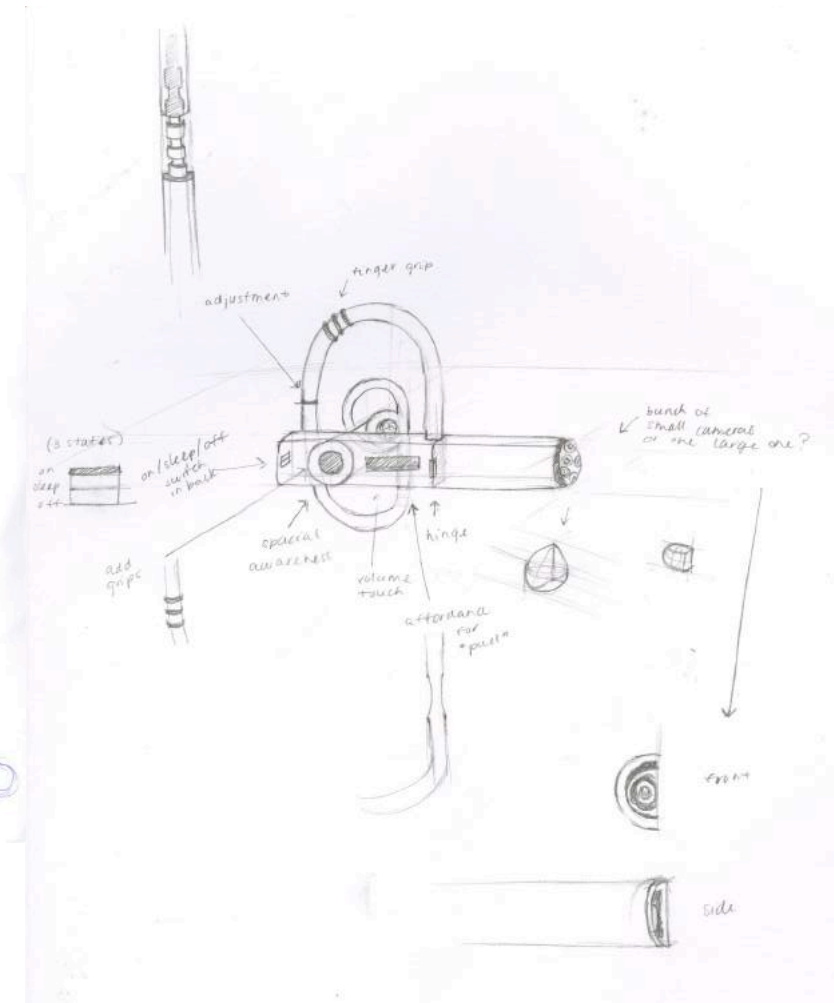 finger grip
adjustment
bunch of
small cameras
or one large one?
(3 states)
on
sleep
off
on/sleep/off
switch
in back
add
grips
spacial
awareness
volume
touch
hinge
affordance
for
"pull"
front
side